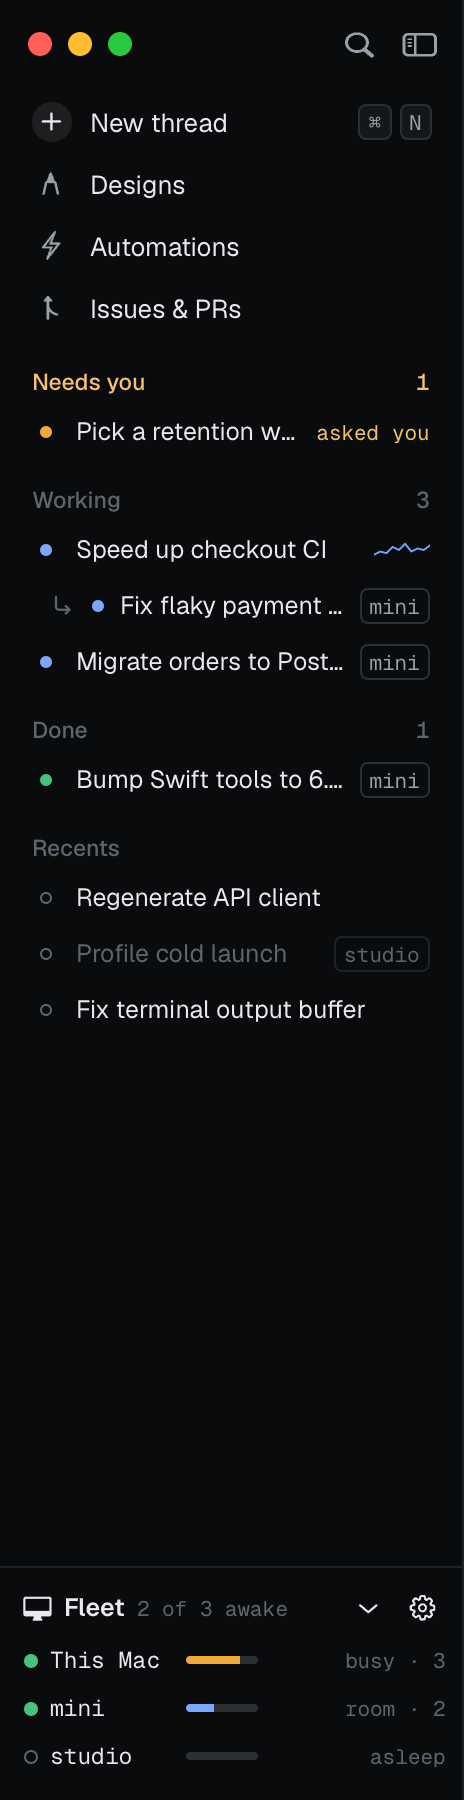 New thread ⌘ N
Designs
Automations
Issues & PRs
Needs you 1
Pick a retention w... asked you
Working 3
Speed up checkout CI
Fix flaky payment ... mini
Migrate orders to Post... mini
Done 1
Bump Swift tools to 6.... mini
Recents
Regenerate API client
Profile cold launch studio
Fix terminal output buffer
Fleet 2 of 3 awake
This Mac busy · 3
mini room · 2
studio asleep